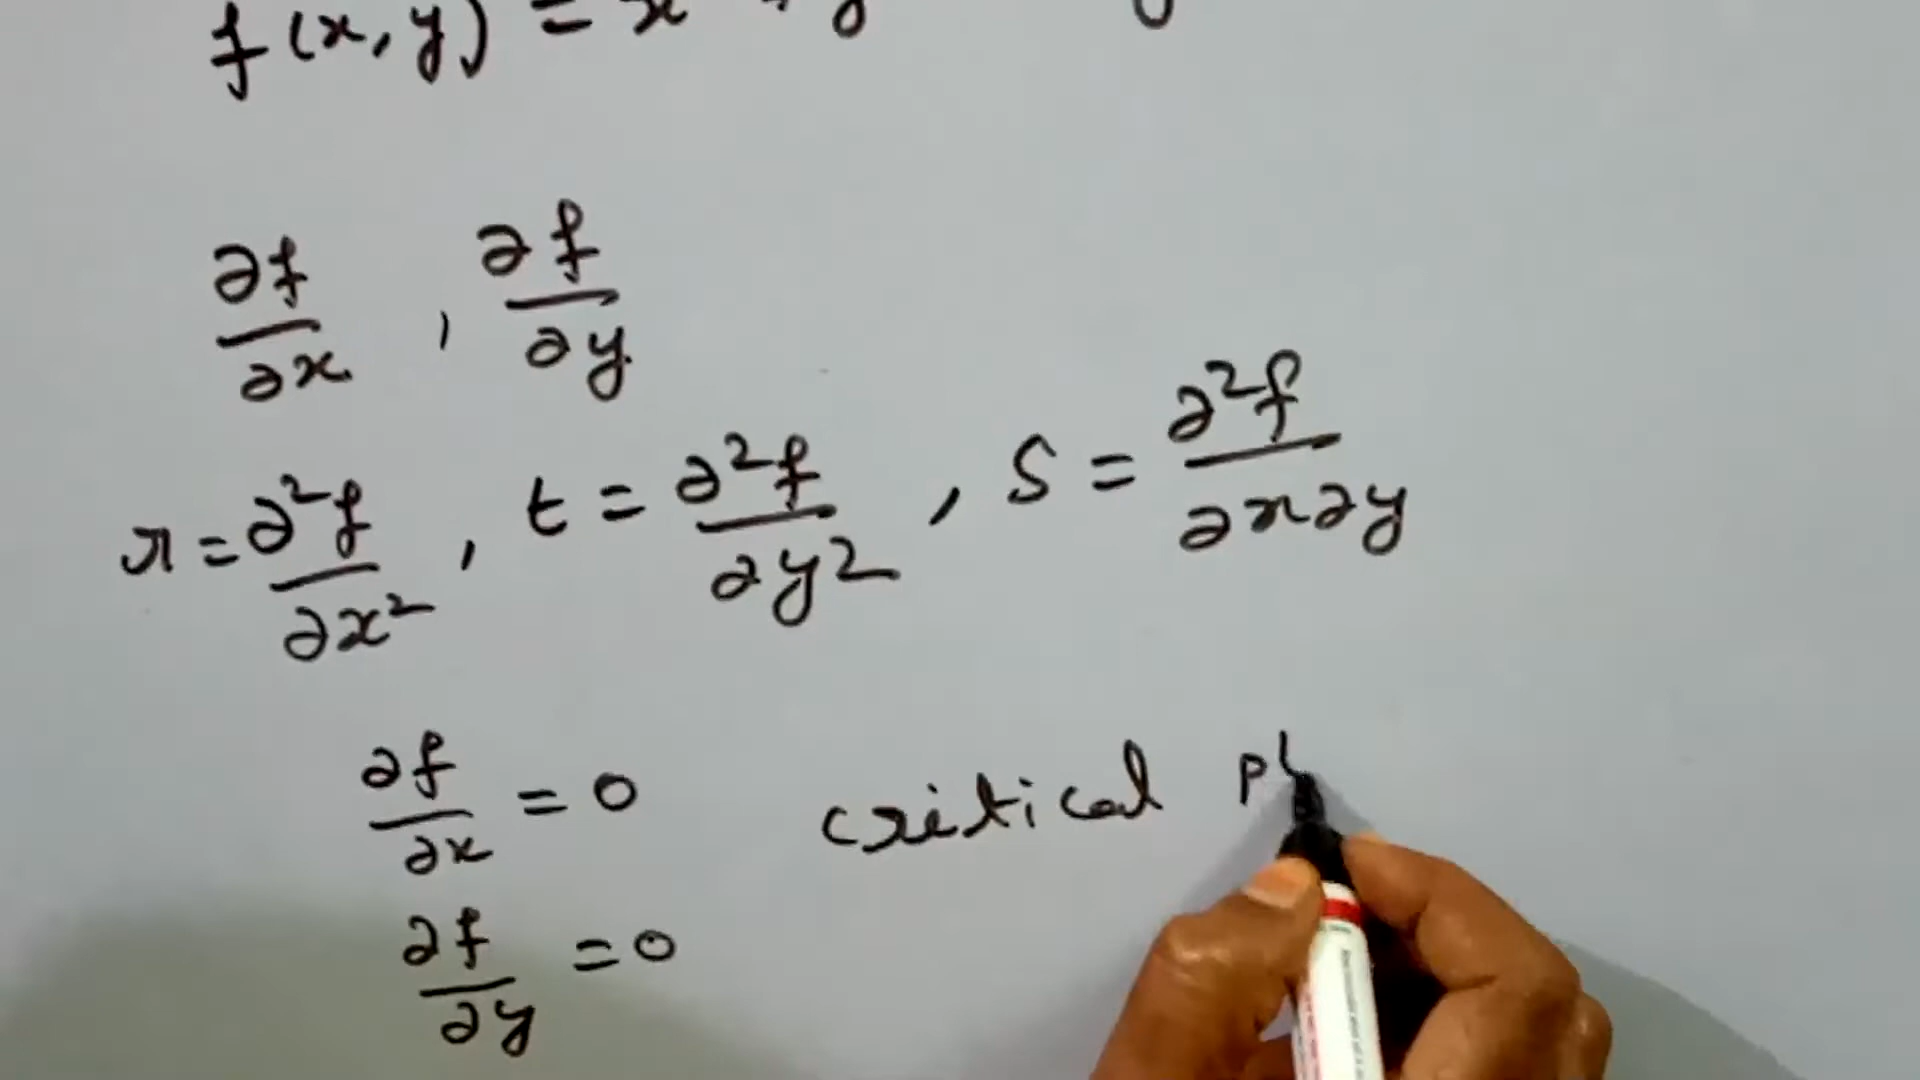 f(x, y) = x
∂f/∂x , ∂f/∂y
r = ∂²f/∂x² , t = ∂²f/∂y² , s = ∂²f/∂x∂y
∂f/∂x = 0 critical
∂f/∂y = 0